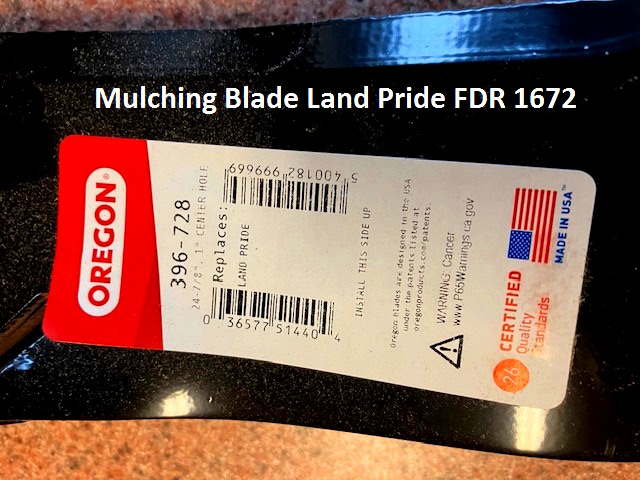 Mulching Blade Land Pride FDR 1672
OREGON®
396-728
24-7/8", 1" CENTER HOLE
Replaces:
LAND PRIDE
5 400182 999669
0 36577 51440 4
INSTALL THIS SIDE UP
Oregon blades are designed in the USA
under the patents listed at
oregonproducts.com/patents.
WARNING: Cancer
www.P65Warnings.ca.gov
26
CERTIFIED
Quality
Standards
MADE IN USA™